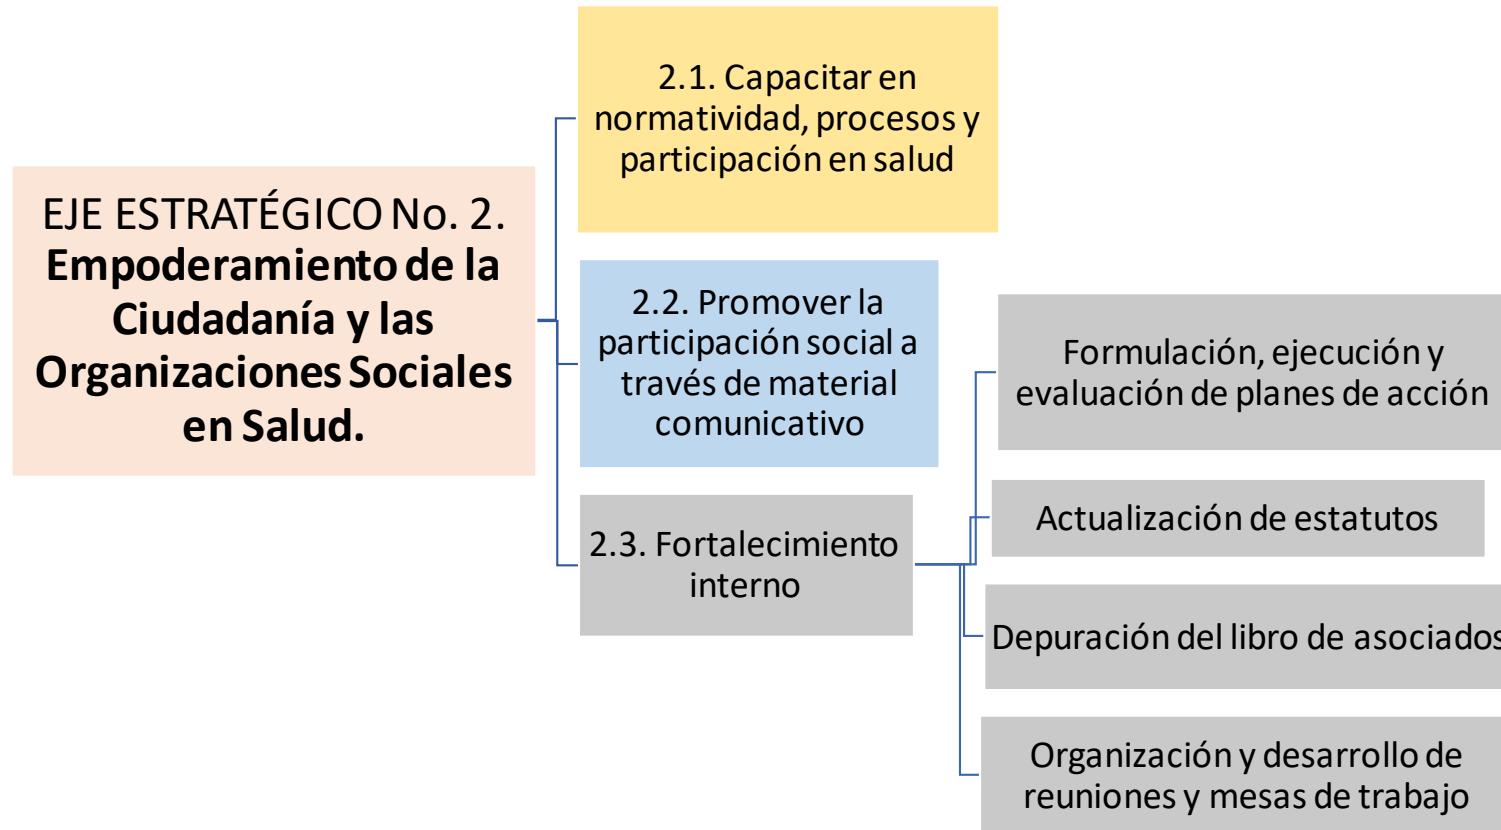 EJE ESTRATÉGICO No. 2.
Empoderamiento de la
Ciudadanía y las
Organizaciones Sociales
en Salud.
2.1. Capacitar en
normatividad, procesos y
participación en salud
2.2. Promover la
participación social a
través de material
comunicativo
2.3. Fortalecimiento
interno
Formulación, ejecución y
evaluación de planes de acción
Actualización de estatutos
Depuración del libro de asociados
Organización y desarrollo de
reuniones y mesas de trabajo